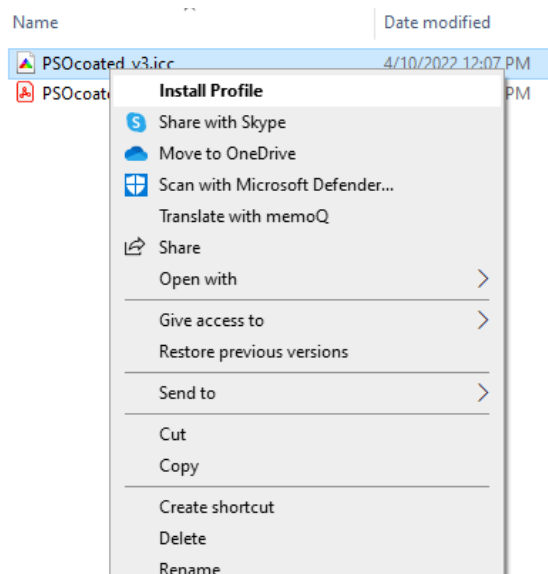 Name Date modified
PSOcoated_v3.icc 4/10/2022 12:07 PM
PSOcoate PM
Install Profile
Share with Skype
Move to OneDrive
Scan with Microsoft Defender...
Translate with memoQ
Share
Open with
Give access to
Restore previous versions
Send to
Cut
Copy
Create shortcut
Delete
Rename